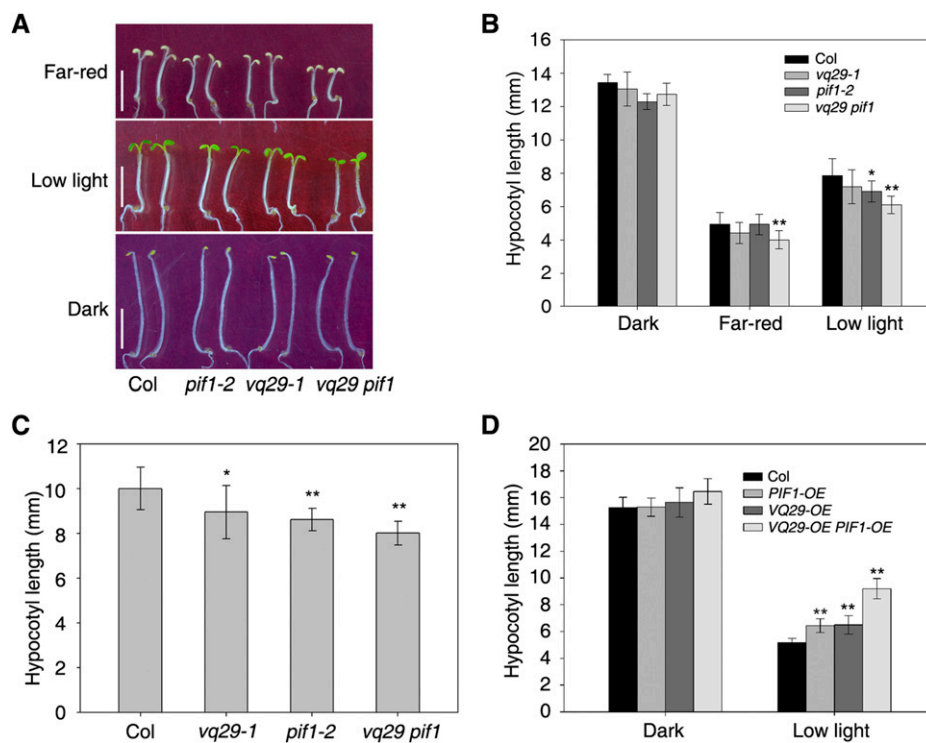 A
Far-red
Low light
Dark
Col pif1-2 vq29-1 vq29 pif1
B
Hypocotyl length (mm)
16
14
12
10
8
6
4
2
0
Col
vq29-1
pif1-2
vq29 pif1
* **
**
Dark Far-red Low light
C
Hypocotyl length (mm)
12
10
8
6
4
2
0
*
**
**
Col vq29-1 pif1-2 vq29 pif1
D
Hypocotyl length (mm)
20
18
16
14
12
10
8
6
4
2
0
Col
PIF1-OE
VQ29-OE
VQ29-OE PIF1-OE
**
** **
Dark Low light